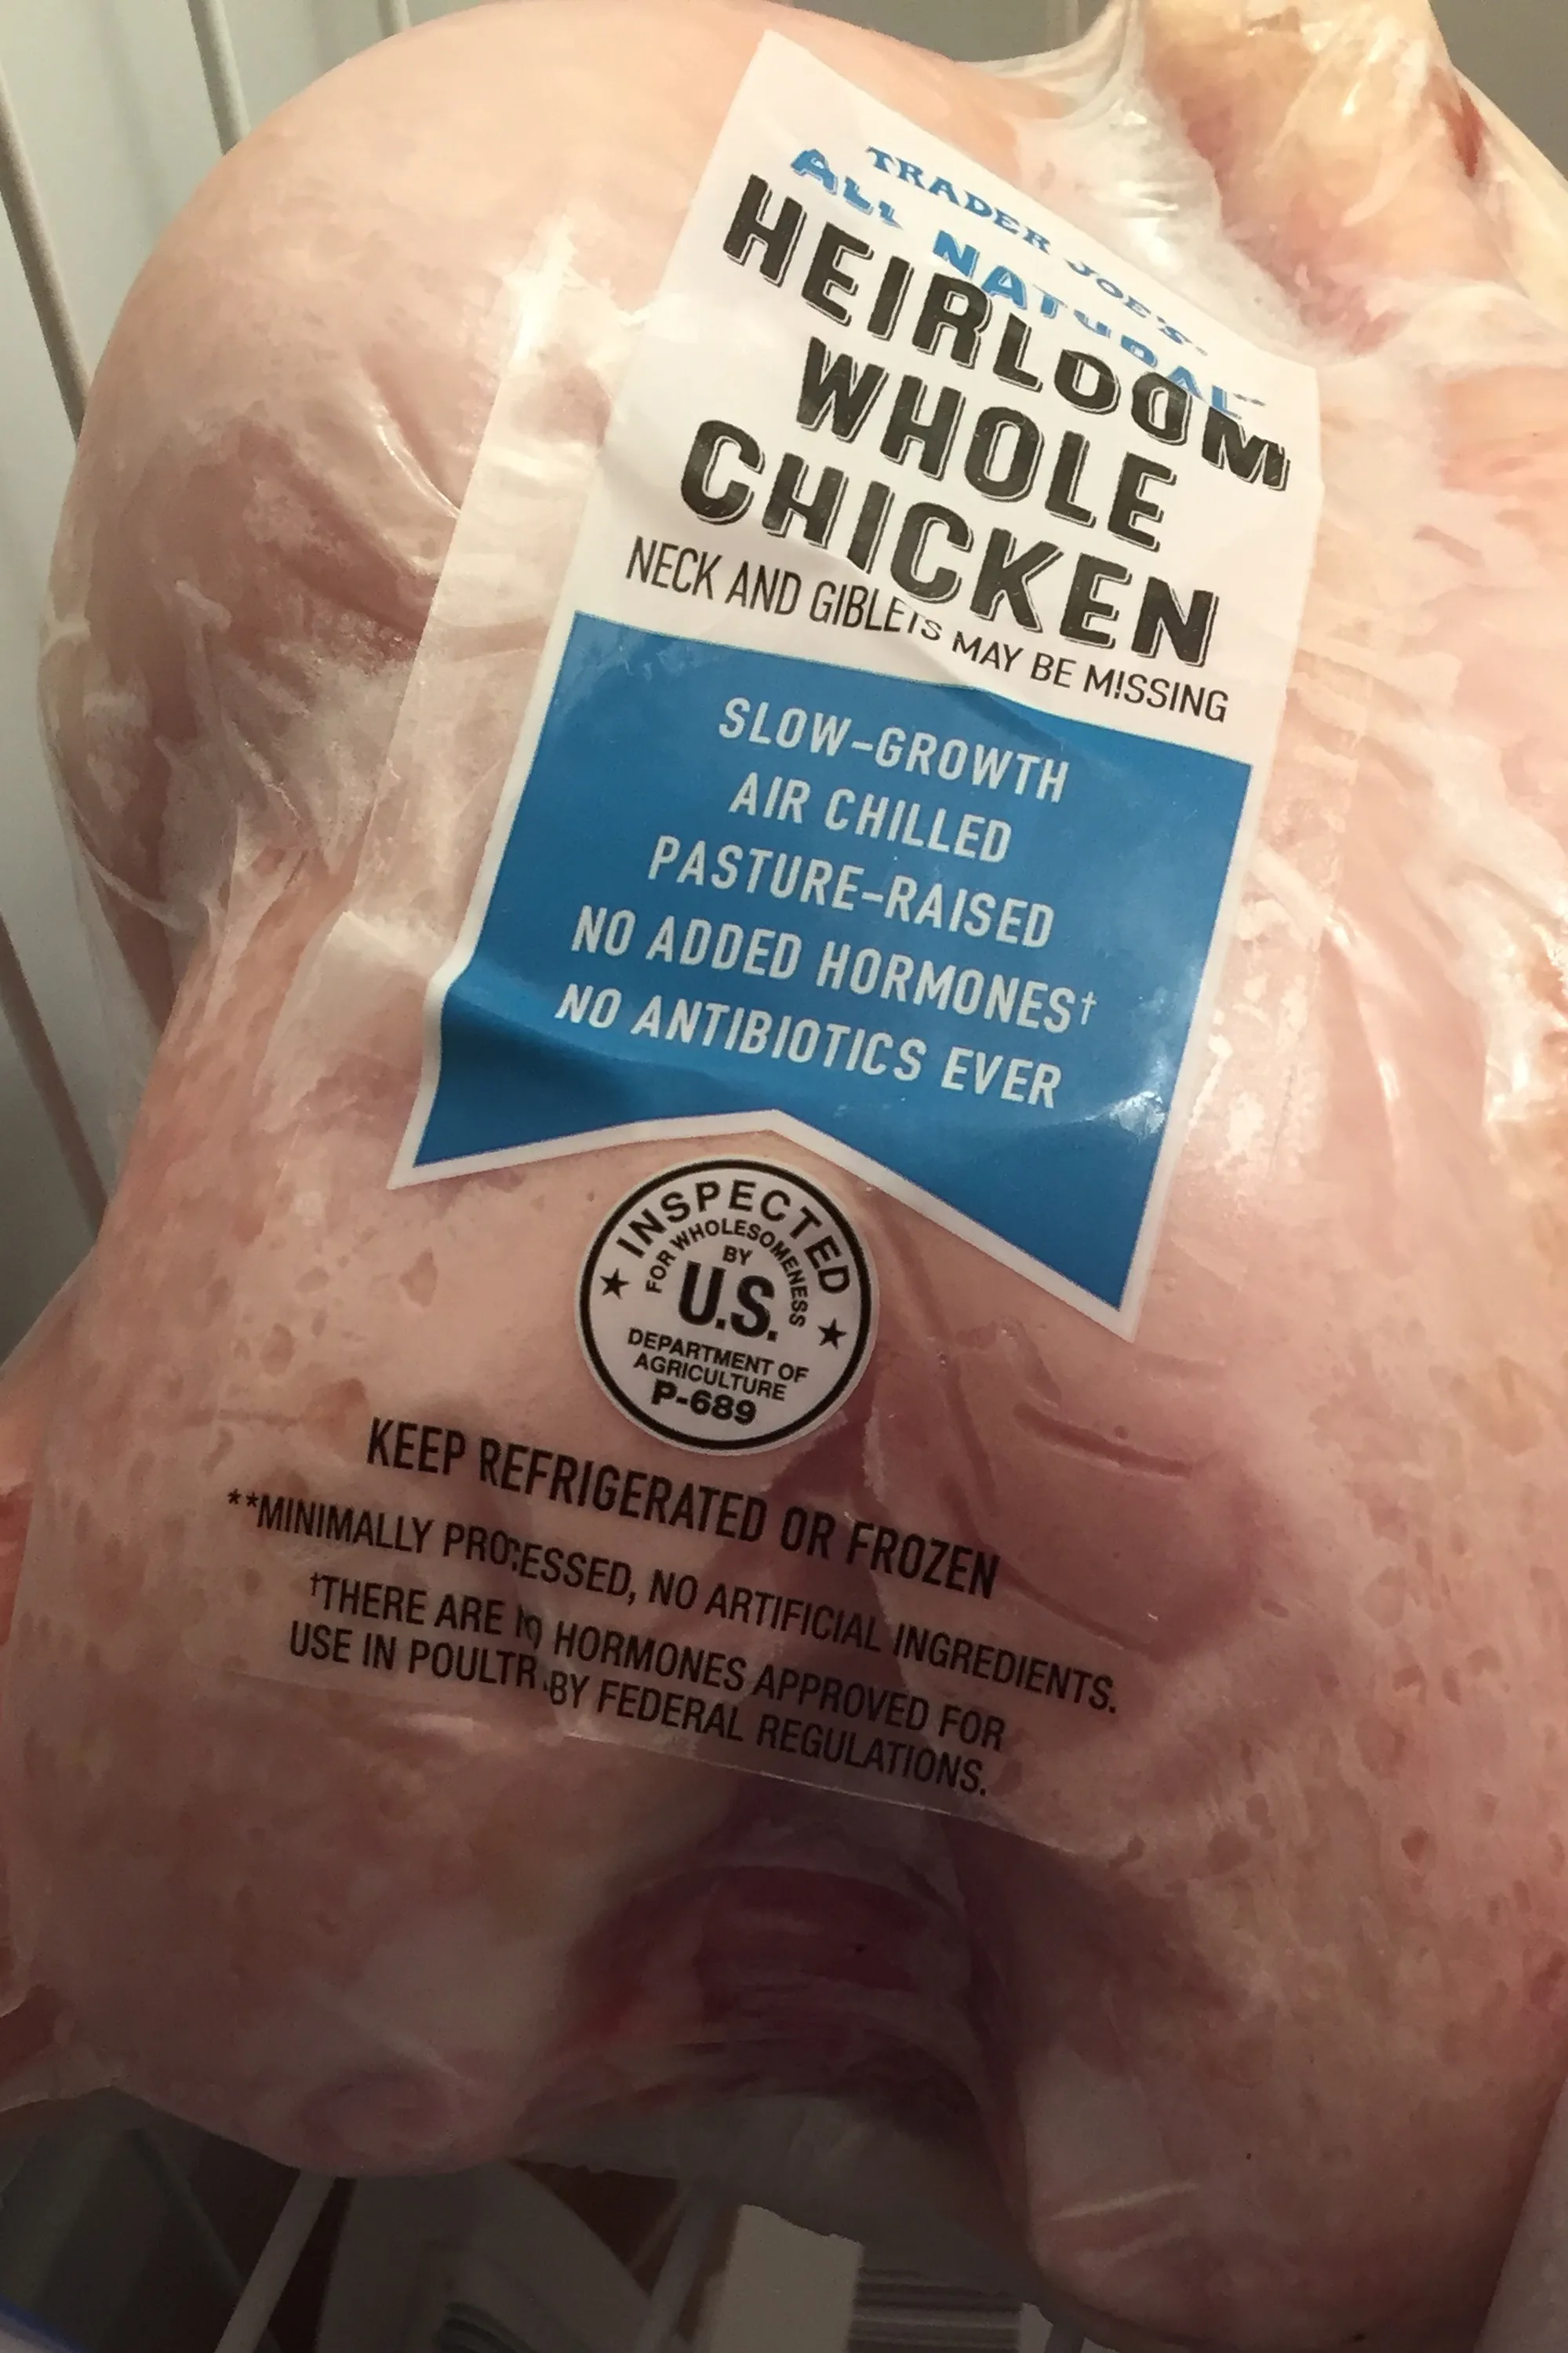 TRADER JOE'S
ALL NATURAL**
HEIRLOOM
WHOLE
CHICKEN
NECK AND GIBLETS MAY BE MISSING
SLOW-GROWTH
AIR CHILLED
PASTURE-RAISED
NO ADDED HORMONES†
NO ANTIBIOTICS EVER
INSPECTED
FOR WHOLESOMENESS
BY
U.S.
DEPARTMENT OF
AGRICULTURE
P-689
KEEP REFRIGERATED OR FROZEN
**MINIMALLY PROCESSED, NO ARTIFICIAL INGREDIENTS.
†THERE ARE NO HORMONES APPROVED FOR
USE IN POULTRY BY FEDERAL REGULATIONS.